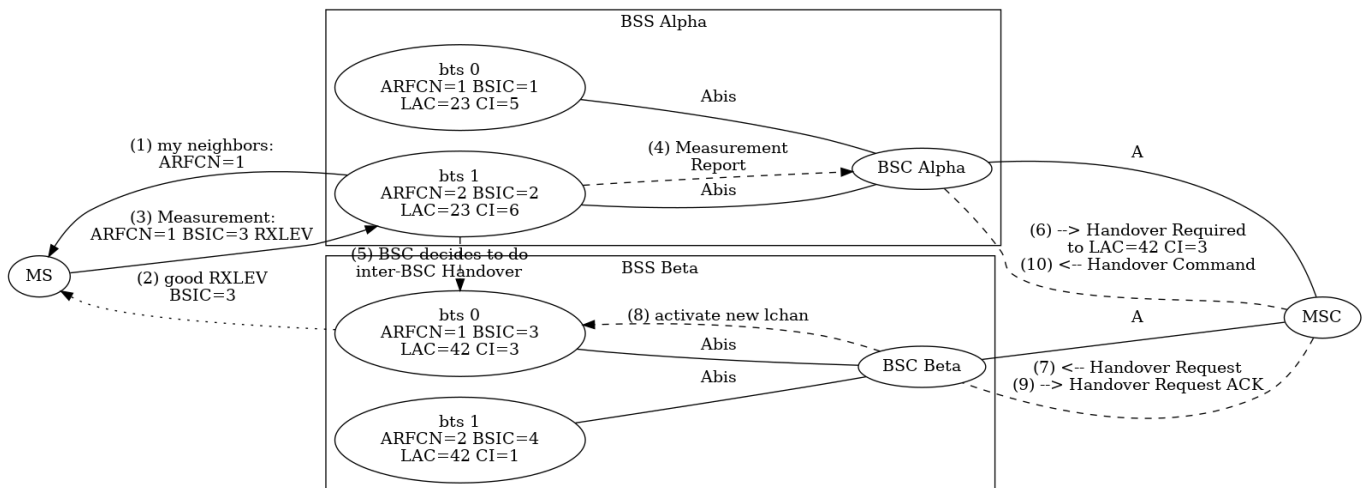 BSS Alpha
bts 0
ARFCN=1 BSIC=1
LAC=23 CI=5
Abis
(1) my neighbors:
ARFCN=1
bts 1
ARFCN=2 BSIC=2
LAC=23 CI=6
(4) Measurement
Report
Abis
BSC Alpha
A
(3) Measurement:
ARFCN=1 BSIC=3 RXLEV
(6) --> Handover Required
to LAC=42 CI=3
(10) <-- Handover Command
MS
(2) good RXLEV
BSIC=3
(5) BSC decides to do
inter-BSC Handover
BSS Beta
bts 0
ARFCN=1 BSIC=3
LAC=42 CI=3
(8) activate new lchan
Abis
Abis
BSC Beta
A
MSC
(7) <-- Handover Request
(9) --> Handover Request ACK
bts 1
ARFCN=2 BSIC=4
LAC=42 CI=1